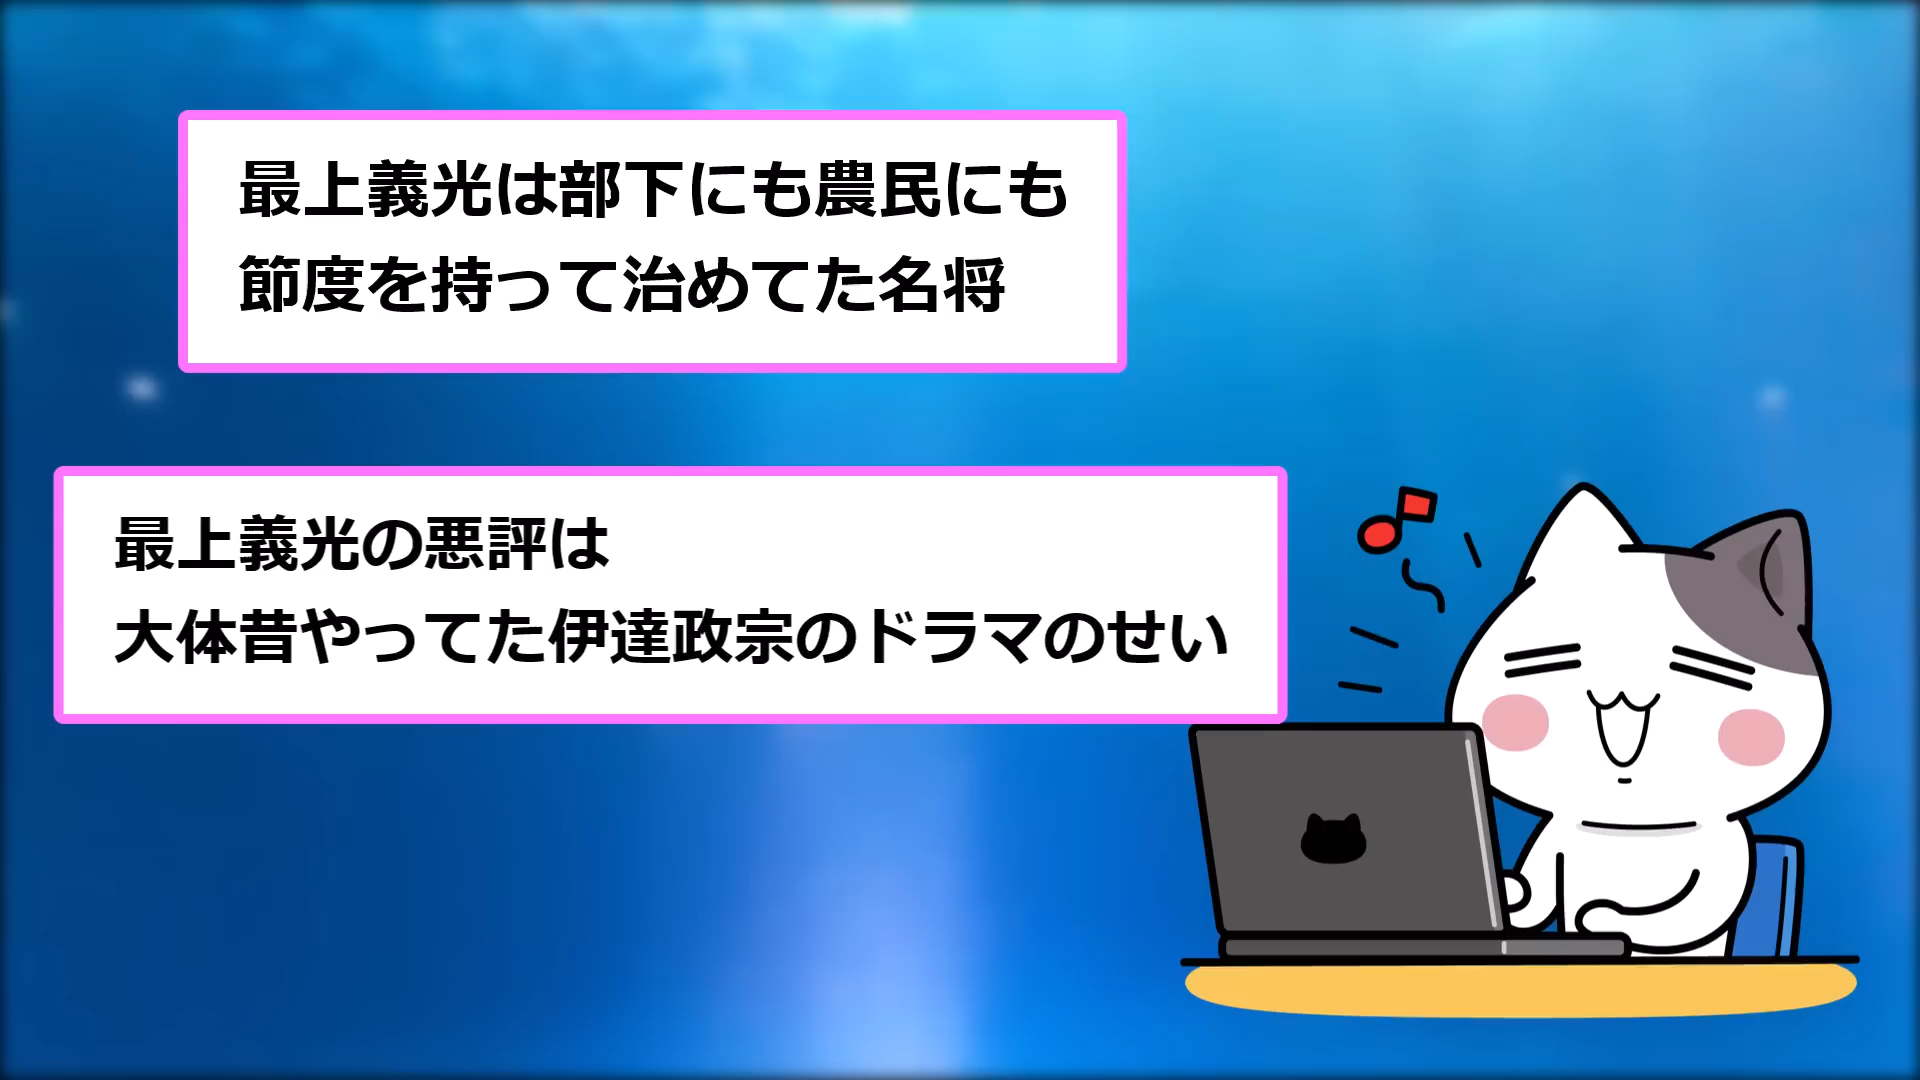 最上義光は部下にも農民にも
節度を持って治めてた名将
最上義光の悪評は
大体昔やってた伊達政宗のドラマのせい